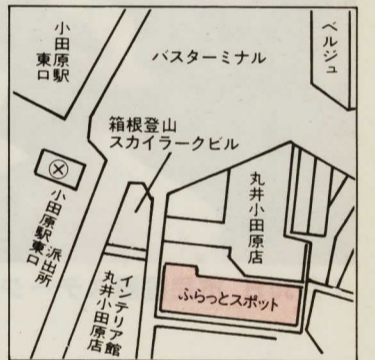 小田原駅
東口
バスターミナル
ベルジュ
箱根登山
スカイラークビル
小田原駅東口
派出所
丸井小田原店
インテリア館
丸井小田原店
ふらっとスポット